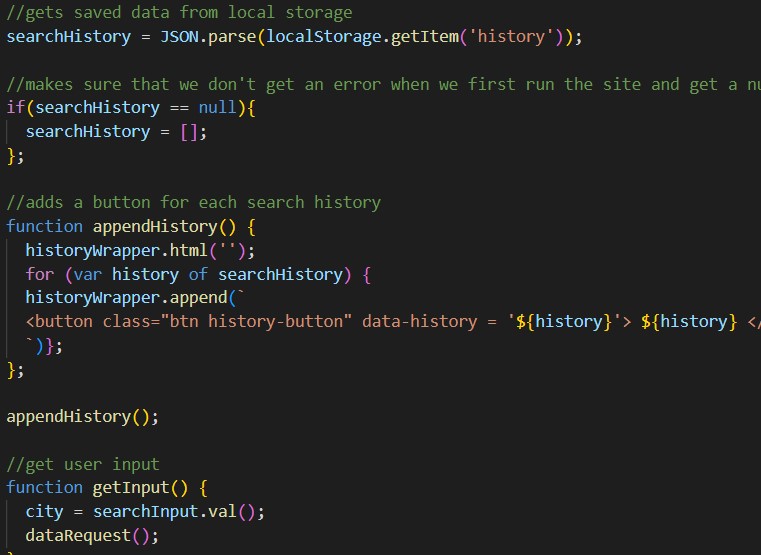 //gets saved data from local storage
searchHistory = JSON.parse(localStorage.getItem('history'));
//makes sure that we don't get an error when we first run the site and get a
if(searchHistory == null){
searchHistory = [];
};
//adds a button for each search history
function appendHistory() {
historyWrapper.html('');
for (var history of searchHistory) {
historyWrapper.append(`
<button class="btn history-button" data-history = '${history}'> ${history} </
`)};
};
appendHistory();
//get user input
function getInput() {
city = searchInput.val();
dataRequest();